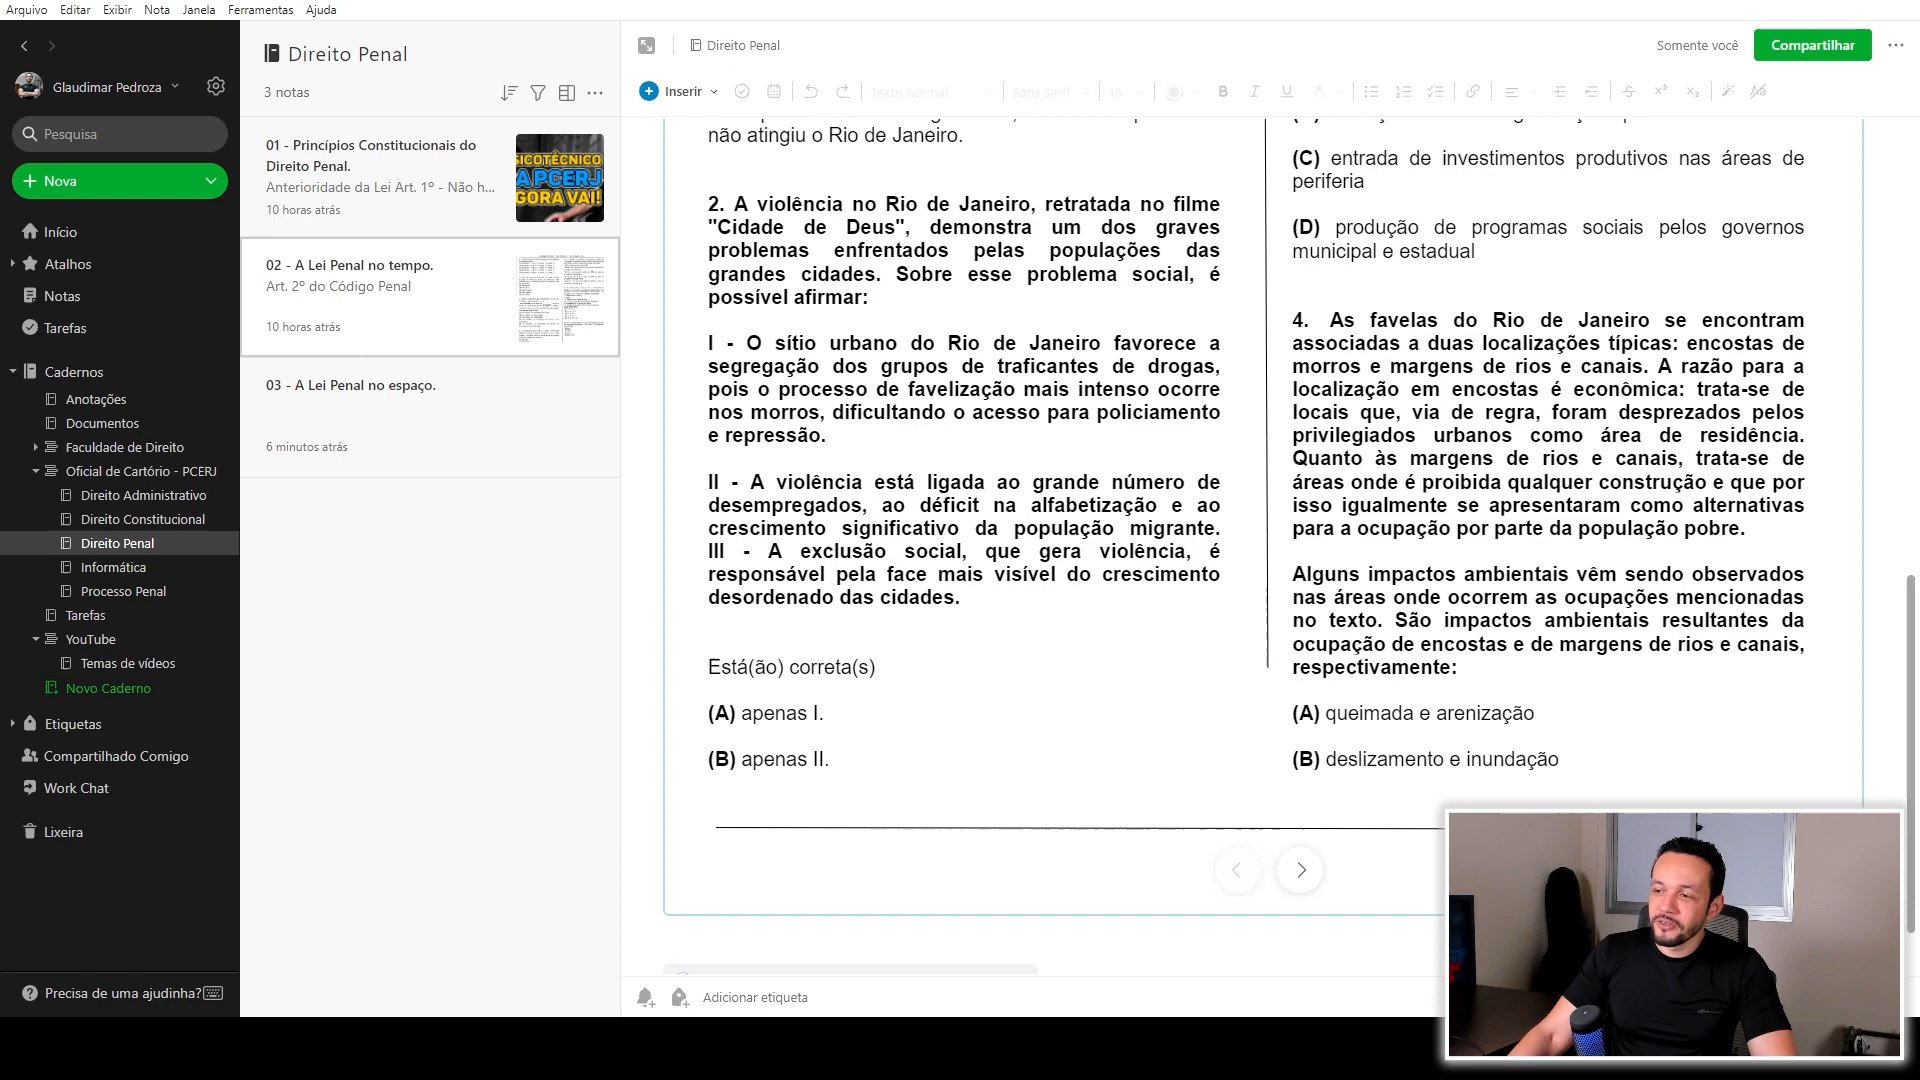 Arquivo Editar Exibir Nota Janela Ferramentas Ajuda
Glaudimar Pedroza
Pesquisa
Nova
Início
Atalhos
Notas
Tarefas
Cadernos
Anotações
Documentos
Faculdade de Direito
Oficial de Cartório - PCERJ
Direito Administrativo
Direito Constitucional
Direito Penal
Informática
Processo Penal
Tarefas
YouTube
Temas de vídeos
Novo Caderno
Etiquetas
Compartilhado Comigo
Work Chat
Lixeira
Precisa de uma ajudinha?
Direito Penal
3 notas
01 - Princípios Constitucionais do
Direito Penal.
Anterioridade da Lei Art. 1º - Não h...
10 horas atrás
SICOTÉCNICO
A PCERJ
GORA VAI!
02 - A Lei Penal no tempo.
Art. 2º do Código Penal
10 horas atrás
03 - A Lei Penal no espaço.
6 minutos atrás
Direito Penal
Somente você
Compartilhar
Inserir
Texto normal
Sans Serif
16
não atingiu o Rio de Janeiro.
2. A violência no Rio de Janeiro, retratada no filme
"Cidade de Deus", demonstra um dos graves
problemas enfrentados pelas populações das
grandes cidades. Sobre esse problema social, é
possível afirmar:
I - O sítio urbano do Rio de Janeiro favorece a
segregação dos grupos de traficantes de drogas,
pois o processo de favelização mais intenso ocorre
nos morros, dificultando o acesso para policiamento
e repressão.
II - A violência está ligada ao grande número de
desempregados, ao déficit na alfabetização e ao
crescimento significativo da população migrante.
III - A exclusão social, que gera violência, é
responsável pela face mais visível do crescimento
desordenado das cidades.
Está(ão) correta(s)
(A) apenas I.
(B) apenas II.
(C) entrada de investimentos produtivos nas áreas de
periferia
(D) produção de programas sociais pelos governos
municipal e estadual
4. As favelas do Rio de Janeiro se encontram
associadas a duas localizações típicas: encostas de
morros e margens de rios e canais. A razão para a
localização em encostas é econômica: trata-se de
locais que, via de regra, foram desprezados pelos
privilegiados urbanos como área de residência.
Quanto às margens de rios e canais, trata-se de
áreas onde é proibida qualquer construção e que por
isso igualmente se apresentaram como alternativas
para a ocupação por parte da população pobre.
Alguns impactos ambientais vêm sendo observados
nas áreas onde ocorrem as ocupações mencionadas
no texto. São impactos ambientais resultantes da
ocupação de encostas e de margens de rios e canais,
respectivamente:
(A) queimada e arenização
(B) deslizamento e inundação
Adicionar etiqueta